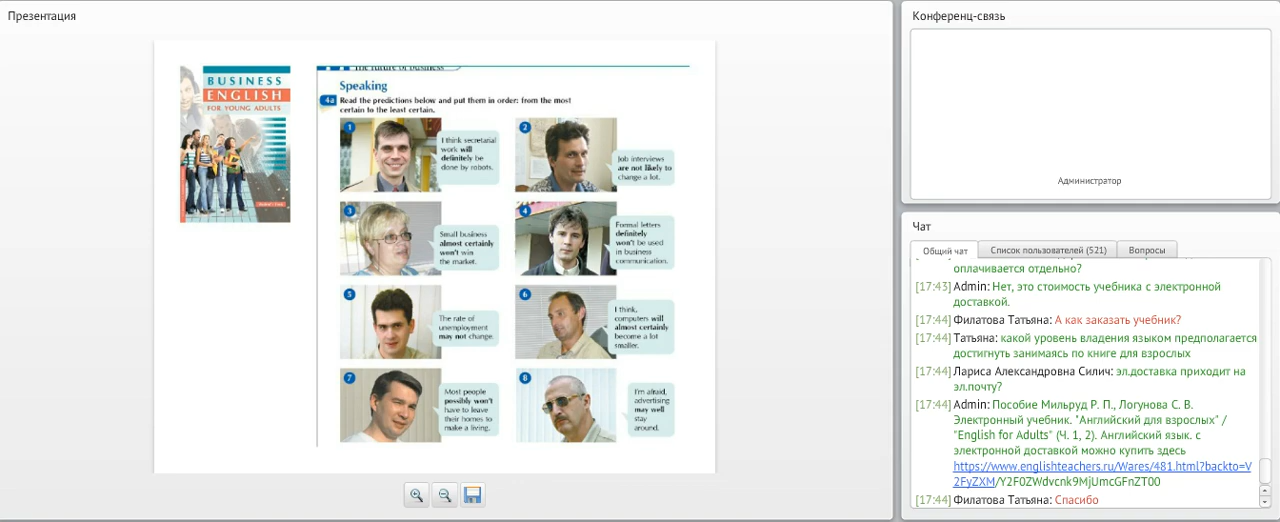 Презентация
BUSINESS
ENGLISH
FOR YOUNG ADULTS
The future of business
Speaking
4a Read the predictions below and put them in order: from the most
certain to the least certain.
1
I think secretarial
work will
definitely be
done by robots.
2
Job interviews
are not likely to
change a lot.
3
Small business
almost certainly
won't win
the market.
4
Formal letters
definitely
won't be used
in business
communication.
5
The rate of
unemployment
may not change.
6
I think,
computers will
almost certainly
become a lot
smaller.
7
Most people
possibly won't
have to leave
their homes to
make a living.
8
I'm afraid,
advertising
may well
stay
around.
Конференц-связь
Администратор
Чат
Общий чат
Список пользователей (521)
Вопросы
оплачивается отдельно?
[17:43] Admin: Нет, это стоимость учебника с электронной
доставкой.
[17:44] Филатова Татьяна: А как заказать учебник?
[17:44] Татьяна: какой уровень владения языком предполагается
достигнуть занимаясь по книге для взрослых
[17:44] Лариса Александровна Силич: эл.доставка приходит на
эл.почту?
[17:44] Admin: Пособие Мильруд Р. П., Логунова С. В.
Электронный учебник. "Английский для взрослых" /
"English for Adults" (Ч. 1, 2). Английский язык. с
электронной доставкой можно купить здесь
https://www.englishteachers.ru/Wares/481.html?backto=V
2FyZXM/Y2F0ZWdvcnk9MjUmcGFnZT00
[17:44] Филатова Татьяна: Спасибо